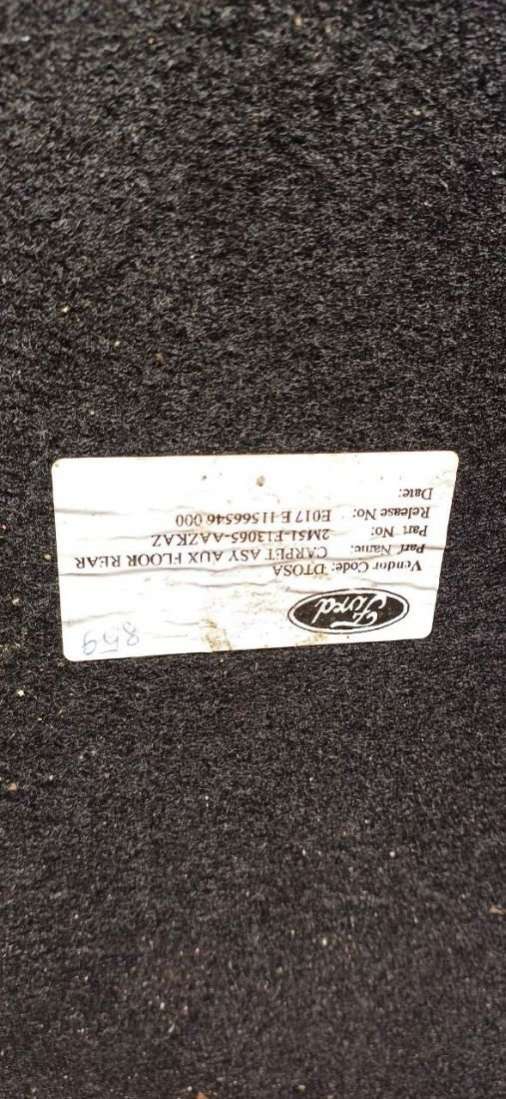 859
Ford
Vendor Code: DTOSA
Part Name: CARPET ASY AUX FLOOR REAR
Part No: 2M51-F13065-AAZKAZ
Release No: E017 E 11566546 000
Date: